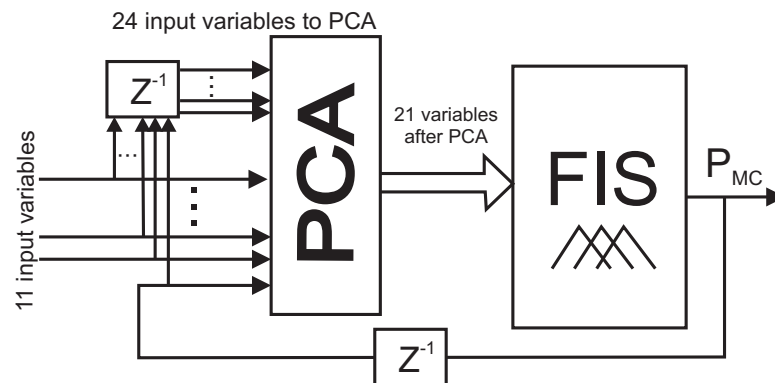 24 input variables to PCA
Z-1
...
...
11 input variables
...
PCA
21 variables
after PCA
FIS
PMC
Z-1